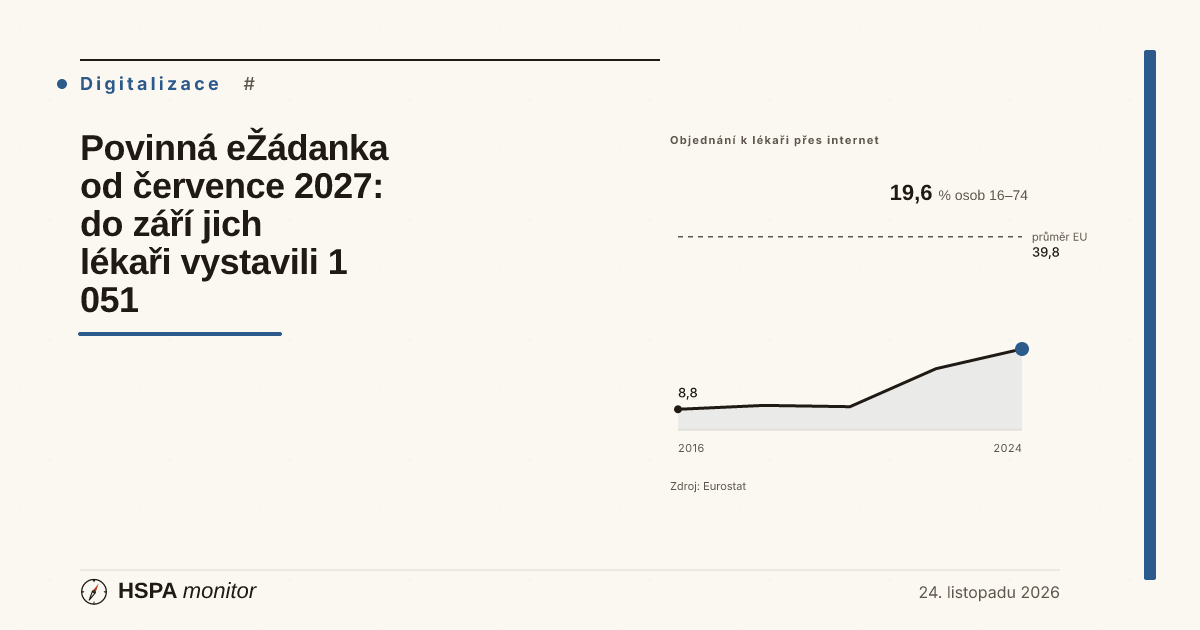 Digitalizace #
Povinná eŽádanka
od července 2027:
do září jich
lékaři vystavili 1
051
Objednání k lékaři přes internet
19,6 % osob 16–74
průměr EU
39,8
8,8
2016 2024
Zdroj: Eurostat
HSPA monitor
24. listopadu 2026